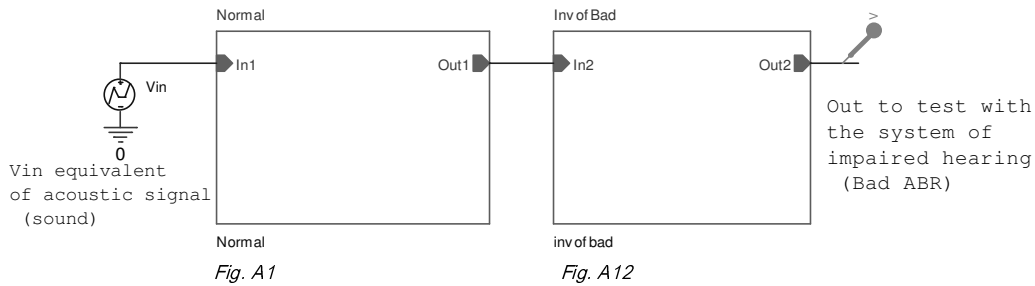 Normal
Inv of Bad
In1
Out1
In2
Out2
Vin
0
Vin equivalent
of acoustic signal
(sound)
Out to test with
the system of
impaired hearing
(Bad ABR)
Normal
inv of bad
Fig. A1
Fig. A12